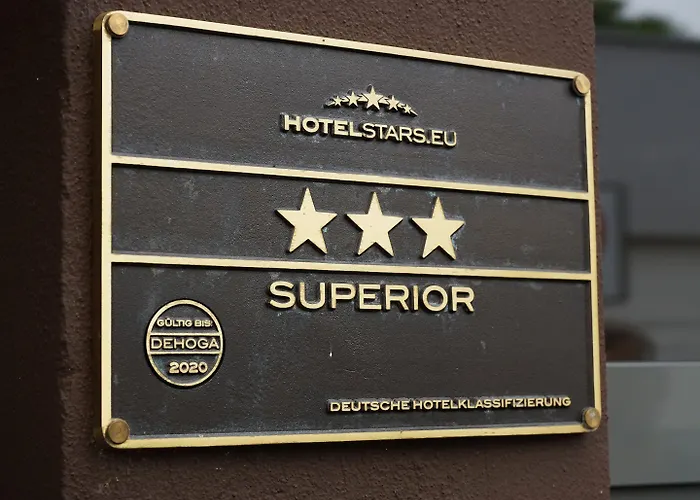 HOTELSTARS.EU
SUPERIOR
GÜLTIG BIS:
DEHOGA
2020
DEUTSCHE HOTELKLASSIFIZIERUNG